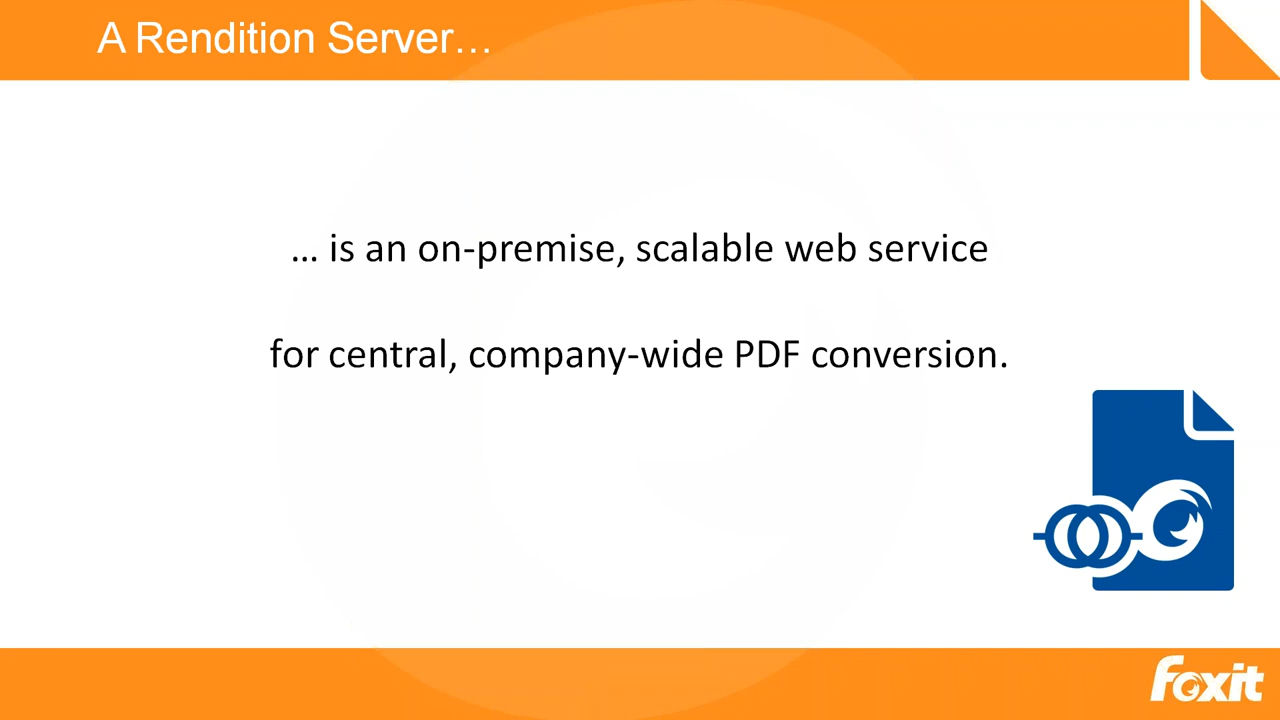 A Rendition Server…
… is an on-premise, scalable web service
for central, company-wide PDF conversion.
foxit